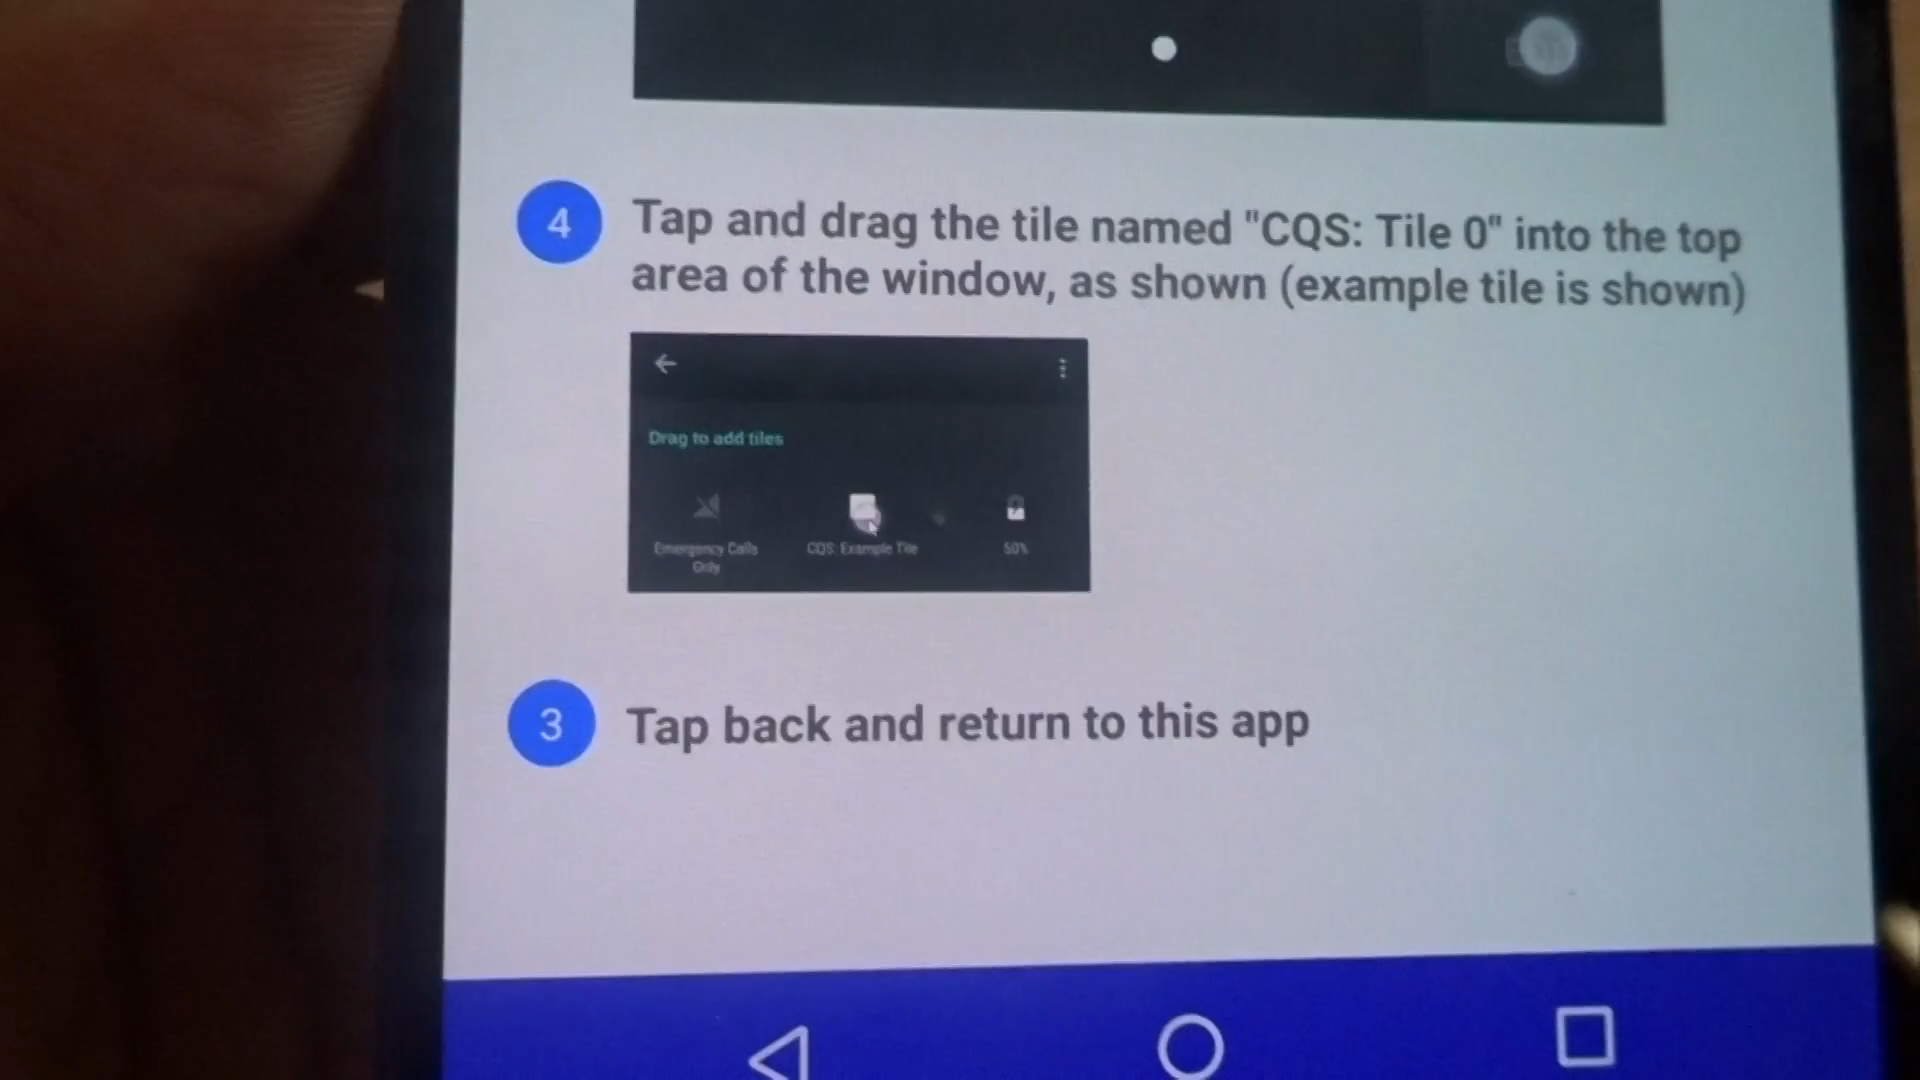 4
Tap and drag the tile named "CQS: Tile 0" into the top
area of the window, as shown (example tile is shown)
Drag to add tiles
Emergency Calls
Only
CQS: Example Tile
50%
3
Tap back and return to this app